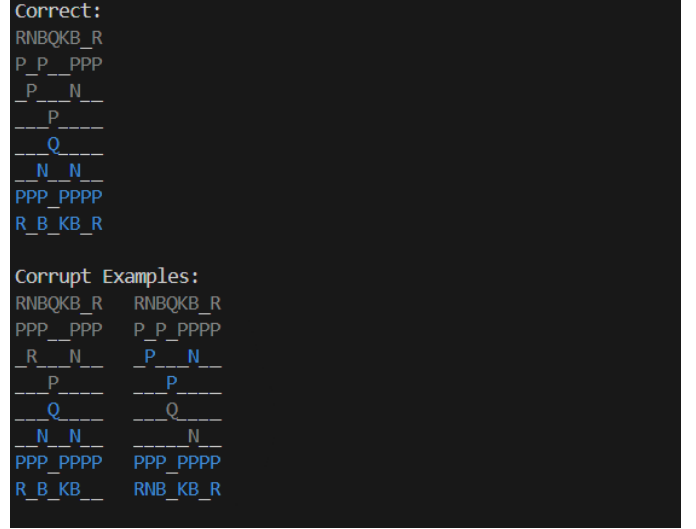 Correct:
RNBQKB_R
P_P__PPP
_P___N__
___P____
___Q____
__N__N__
PPP_PPPP
R_B_KB_R

Corrupt Examples:
RNBQKB_R   RNBQKB_R
PPP__PPP   P_P_PPPP
_R___N__   _P___N__
___P____   ___P____
___Q____   ___Q____
__N__N__   _____N__
PPP_PPPP   PPP_PPPP
R_B_KB__   RNB_KB_R